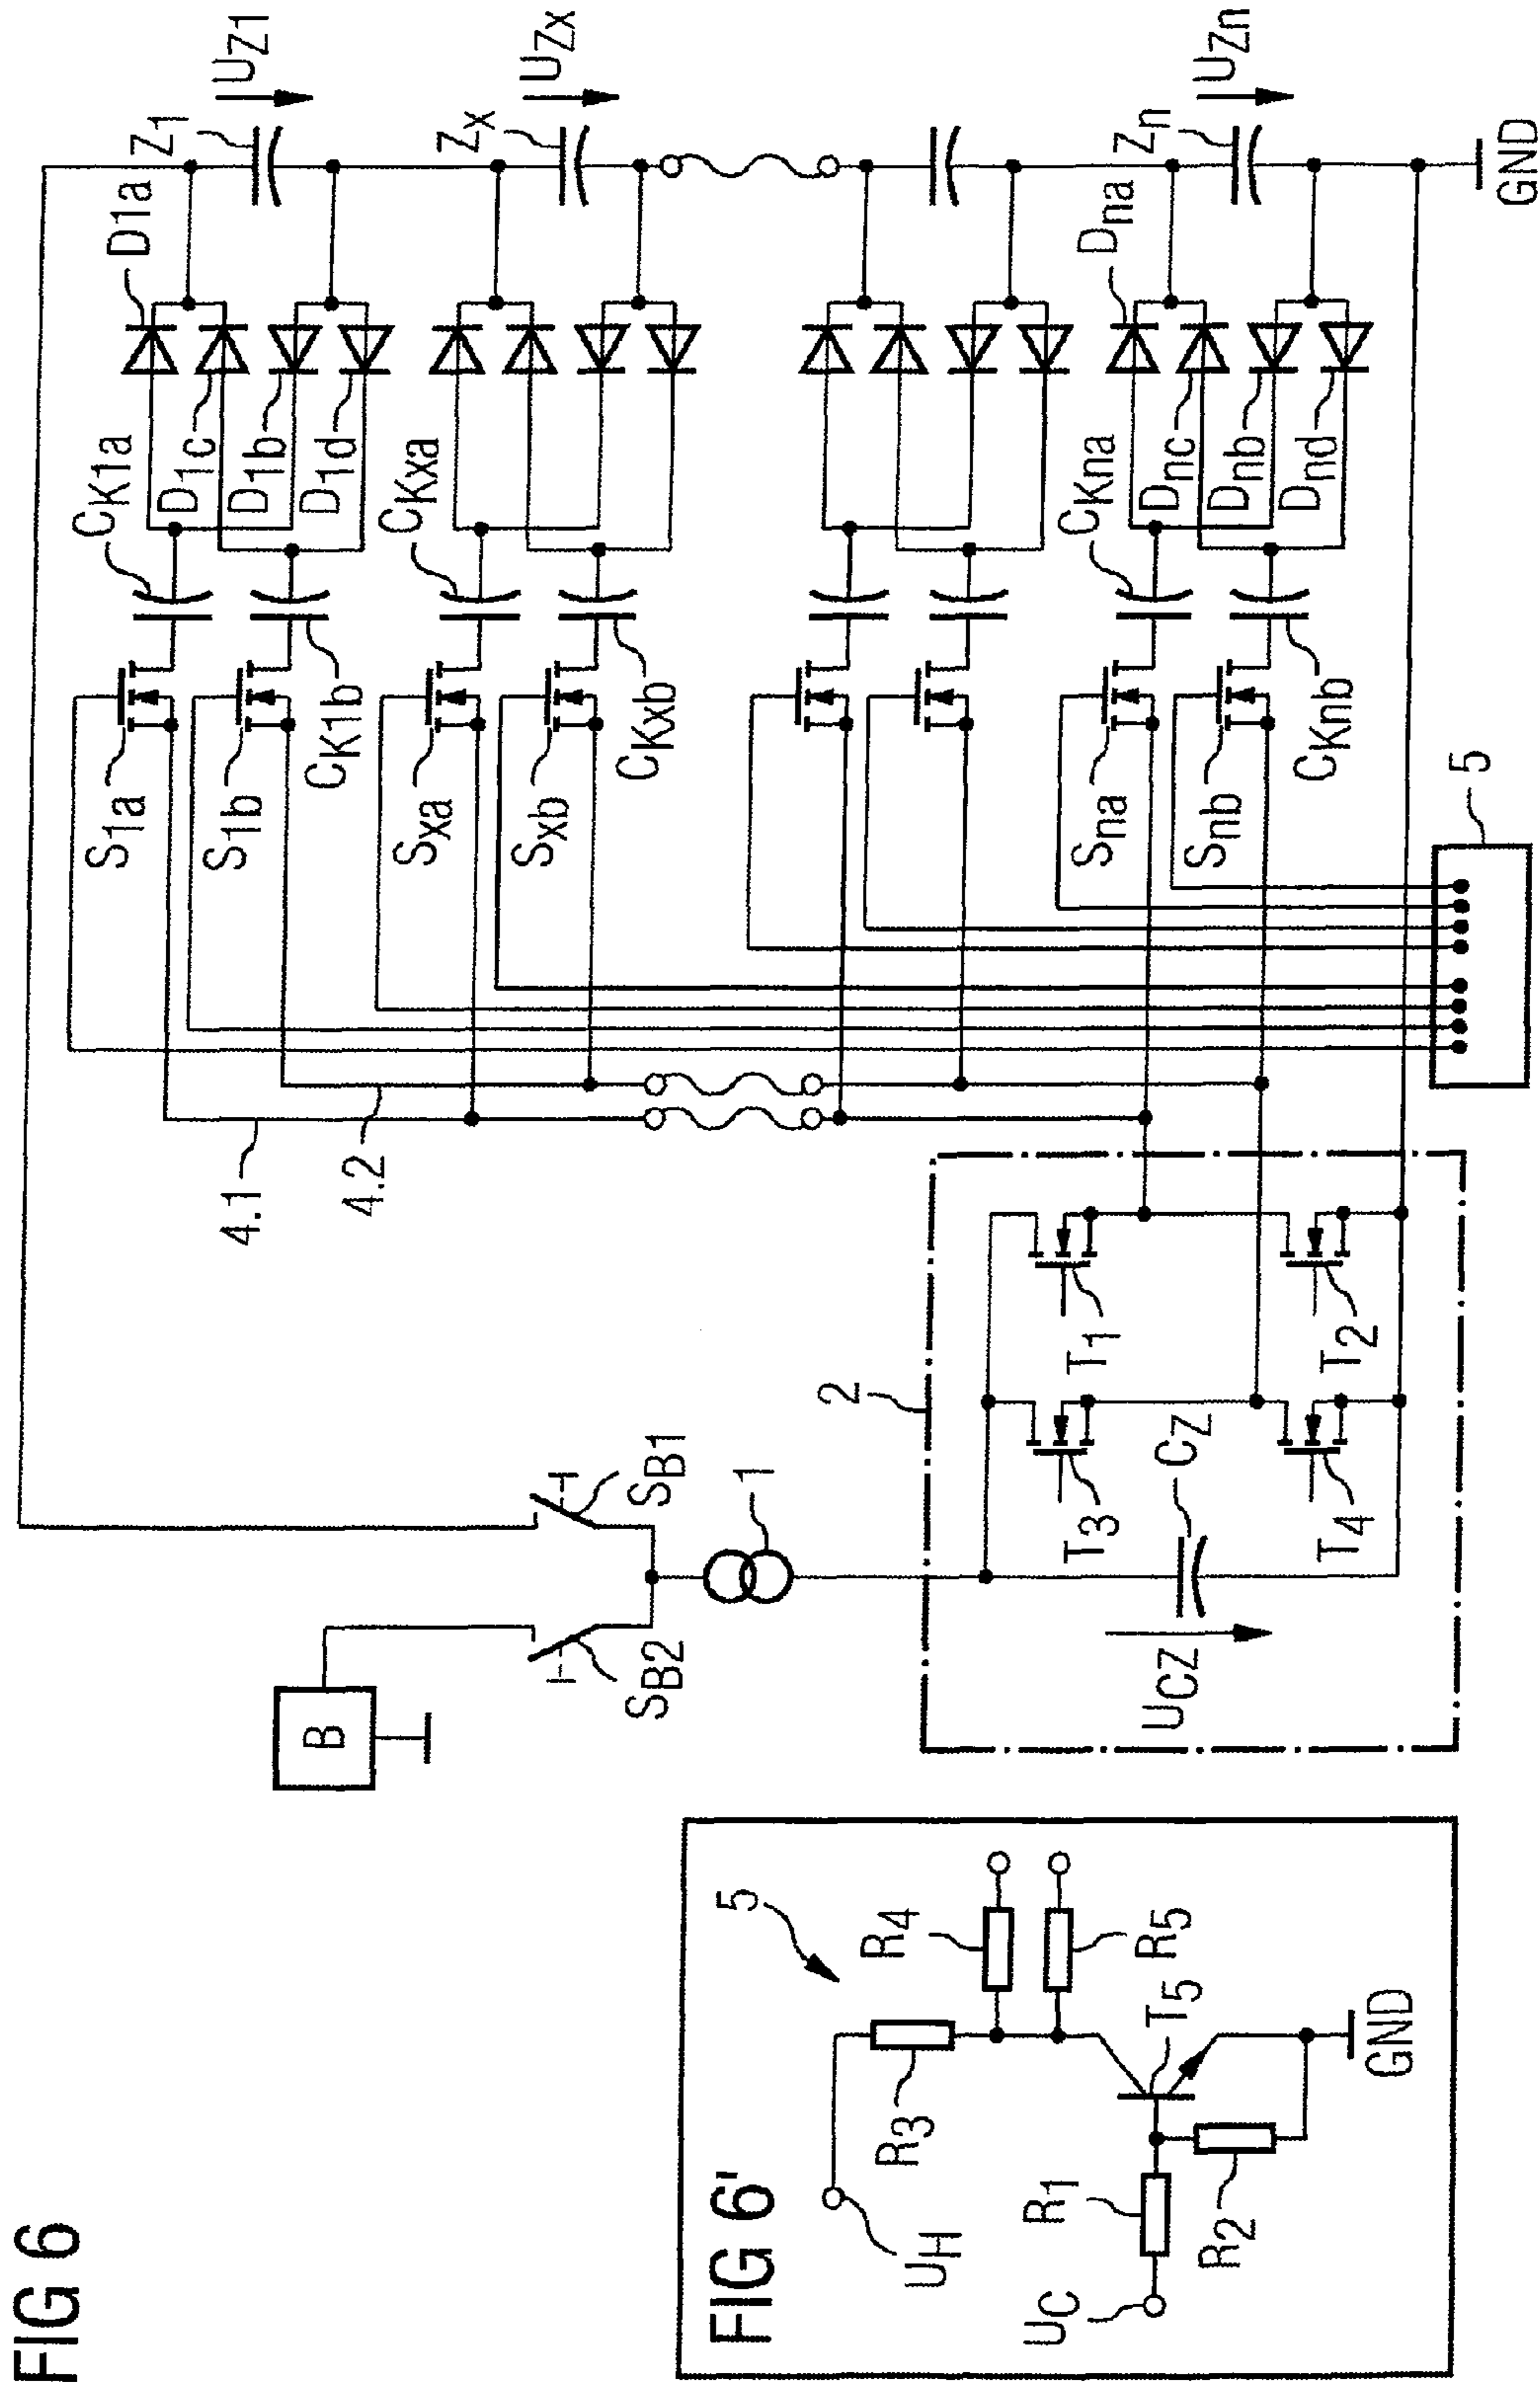 FIG 6
Z1
UZ1
D1a
CK1a
D1c
D1b
D1d
S1a
S1b
CK1b
Zx
UZx
CKxa
Sxa
Sxb
CKxb
4.1
4.2
Zn
UZn
Dna
CKna
Dnc
Dnb
Dnd
Sna
Snb
CKnb
GND
5
B
SB2
SB1
1
2
T1
T2
T3
T4
CZ
UCZ
FIG 6'
5
UH
R3
R4
R5
T5
UC
R1
R2
GND